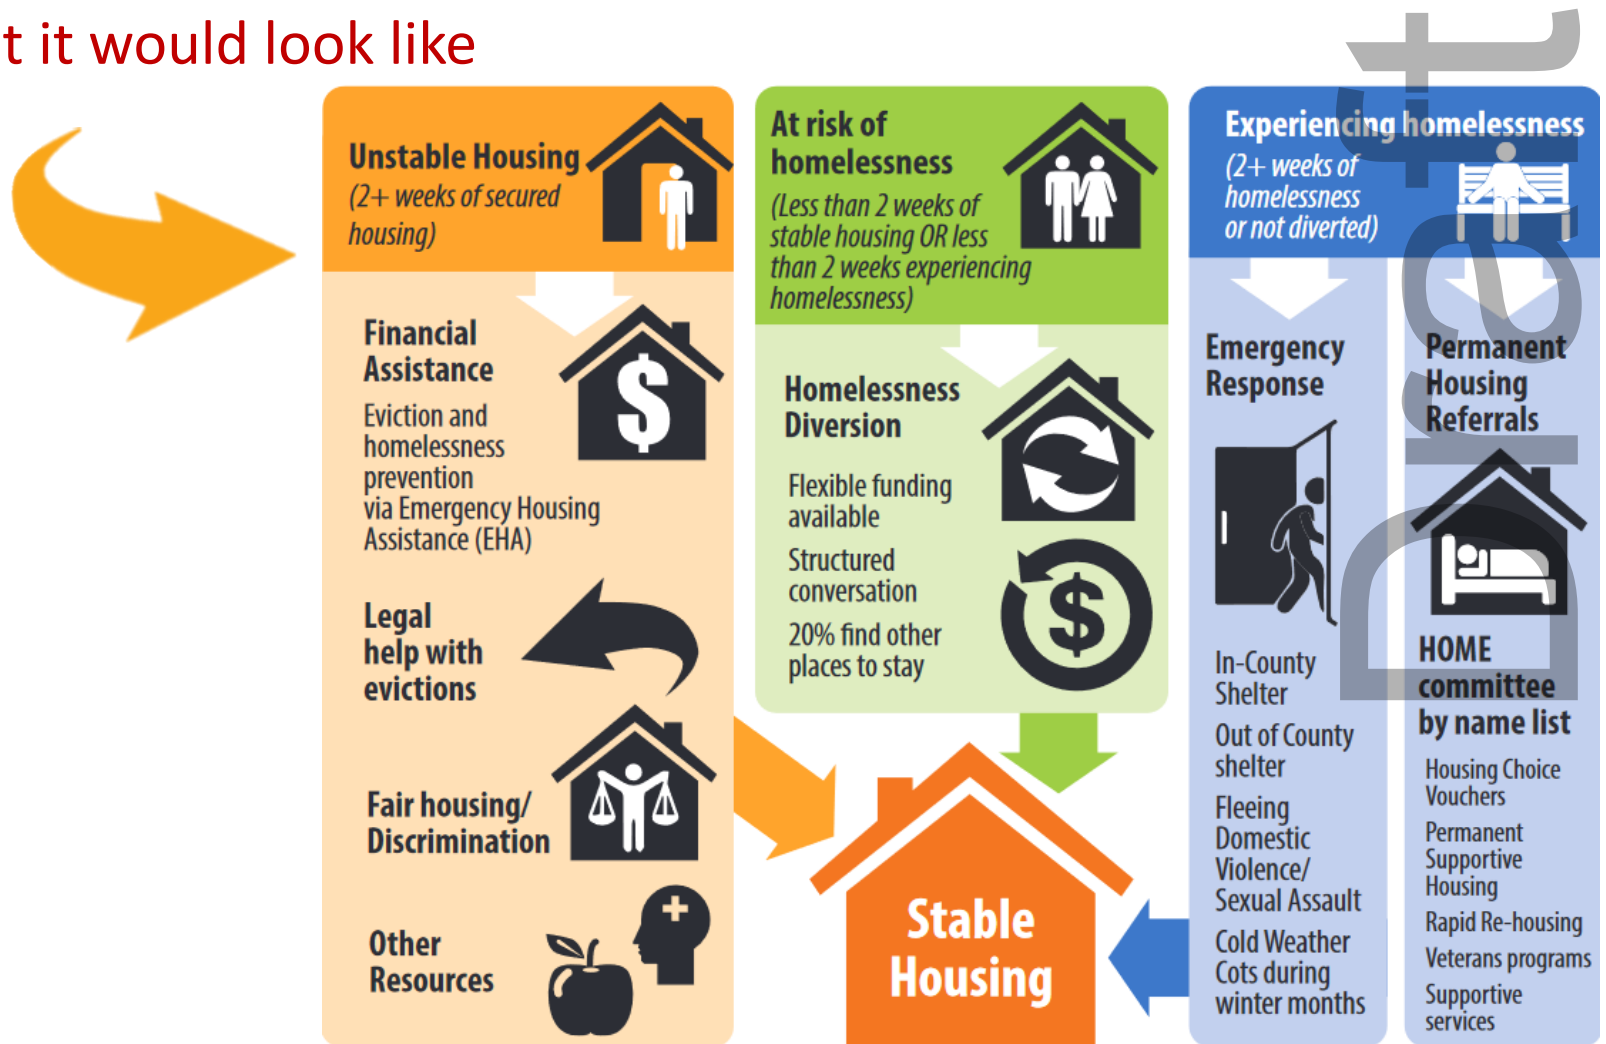 t it would look like
Unstable Housing
(2+ weeks of secured
housing)
Financial
Assistance
Eviction and
homelessness
prevention
via Emergency Housing
Assistance (EHA)
Legal
help with
evictions
Fair housing/
Discrimination
Other
Resources
At risk of
homelessness
(Less than 2 weeks of
stable housing OR less
than 2 weeks experiencing
homelessness)
Homelessness
Diversion
Flexible funding
available
Structured
conversation
20% find other
places to stay
Stable
Housing
Experiencing homelessness
(2+ weeks of
homelessness
or not diverted)
Emergency
Response
In-County
Shelter
Out of County
shelter
Fleeing
Domestic
Violence/
Sexual Assault
Cold Weather
Cots during
winter months
Permanent
Housing
Referrals
HOME
committee
by name list
Housing Choice
Vouchers
Permanent
Supportive
Housing
Rapid Re-housing
Veterans programs
Supportive
services
Draft